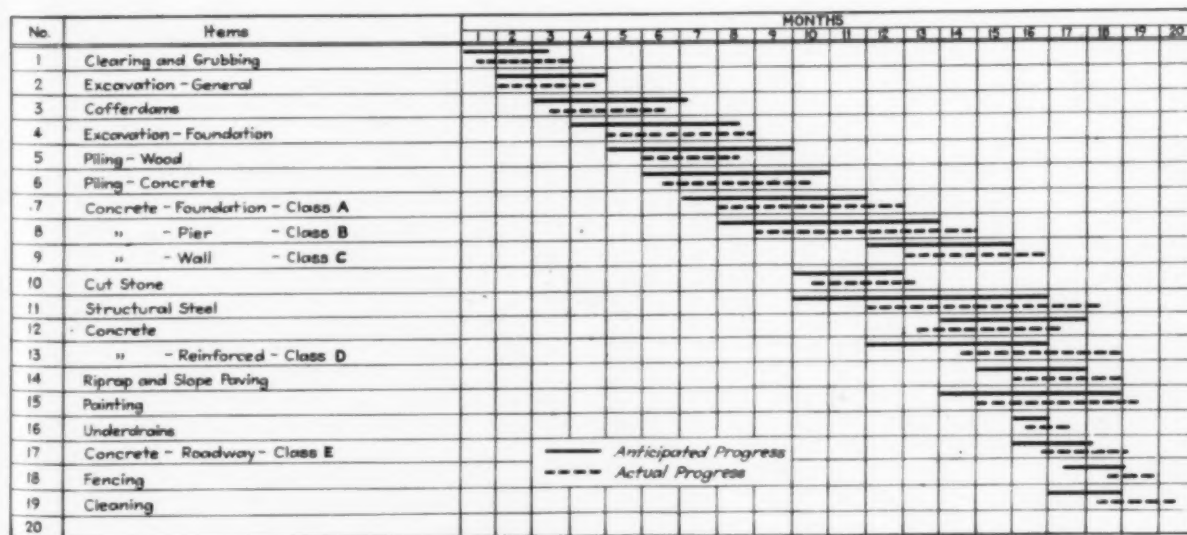 No. Items MONTHS
1 2 3 4 5 6 7 8 9 10 11 12 13 14 15 16 17 18 19 20
1 Clearing and Grubbing
2 Excavation - General
3 Cofferdams
4 Excavation - Foundation
5 Piling - Wood
6 Piling - Concrete
7 Concrete - Foundation - Class A
8 „ - Pier - Class B
9 „ - Wall - Class C
10 Cut Stone
11 Structural Steel
12 Concrete
13 „ - Reinforced - Class D
14 Riprap and Slope Paving
15 Painting
16 Underdrains
17 Concrete - Roadway - Class E Anticipated Progress
18 Fencing Actual Progress
19 Cleaning
20